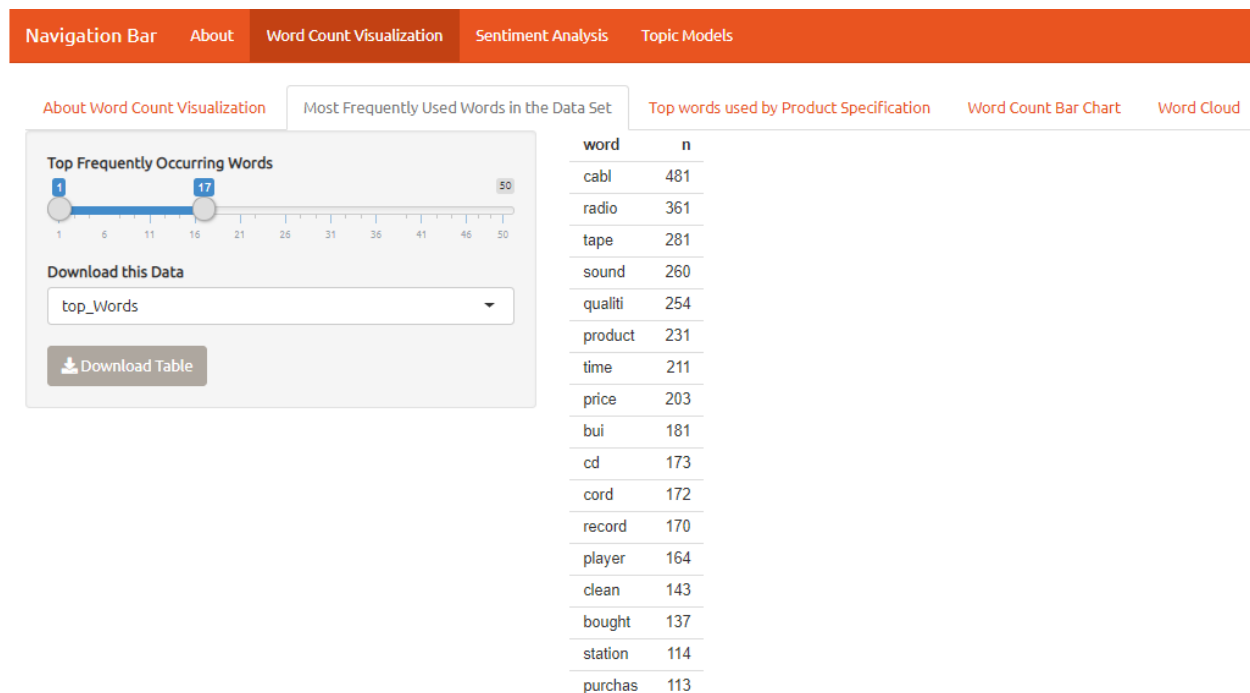 Navigation Bar About Word Count Visualization Sentiment Analysis Topic Models
About Word Count Visualization Most Frequently Used Words in the Data Set Top words used by Product Specification Word Count Bar Chart Word Cloud
Top Frequently Occurring Words
1 17 50
1 6 11 16 21 26 31 36 41 46 50
Download this Data
top_Words
Download Table
word n
cabl 481
radio 361
tape 281
sound 260
qualiti 254
product 231
time 211
price 203
bui 181
cd 173
cord 172
record 170
player 164
clean 143
bought 137
station 114
purchas 113